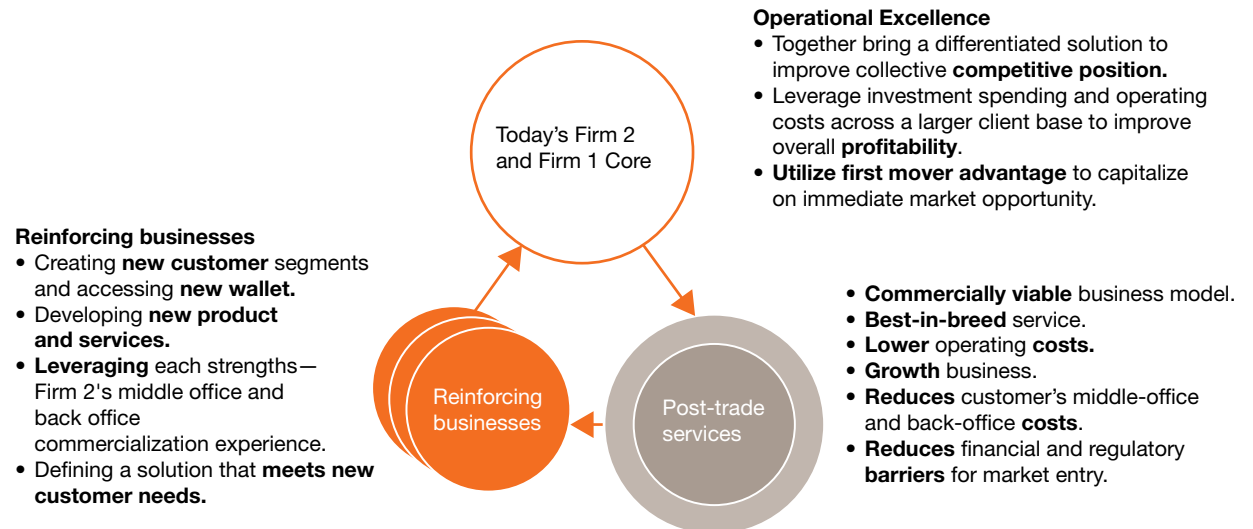 Operational Excellence
• Together bring a differentiated solution to
improve collective competitive position.
• Leverage investment spending and operating
costs across a larger client base to improve
overall profitability.
• Utilize first mover advantage to capitalize
on immediate market opportunity.
Today’s Firm 2
and Firm 1 Core
Reinforcing businesses
• Creating new customer segments
and accessing new wallet.
• Developing new product
and services.
• Leveraging each strengths—
Firm 2's middle office and
back office
commercialization experience.
• Defining a solution that meets new
customer needs.
Reinforcing
businesses
Post-trade
services
• Commercially viable business model.
• Best-in-breed service.
• Lower operating costs.
• Growth business.
• Reduces customer’s middle-office
and back-office costs.
• Reduces financial and regulatory
barriers for market entry.